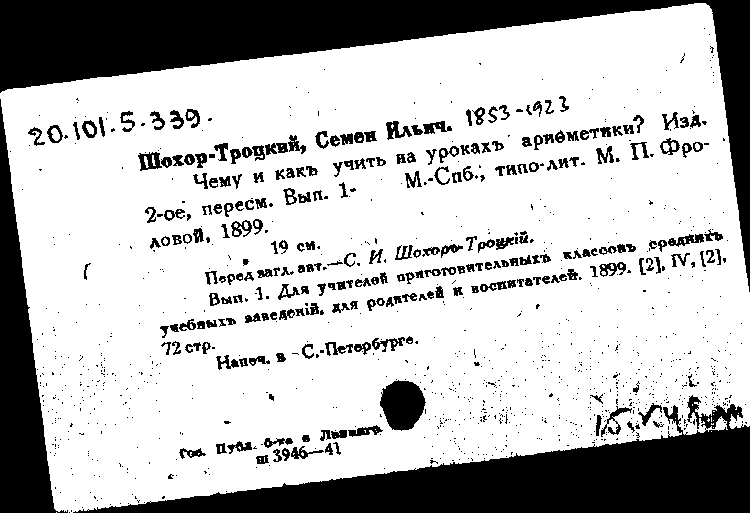 20.101.5.339.
Шохор-Троцкий, Семен Ильич. 1853-1923
Чему и какъ учить на урокахъ ариѳметики? Изд.
2-ое, пересм. Вып. 1- М.-Спб., типо-лит. М. П. Фро-
ловой, 1899.
19 см.
Перед загл. авт.—С. И. Шохоръ-Троцкій.
Вып. 1. Для учителей приготовительныхъ классовъ среднихъ
учебныхъ заведеній, для родителей и воспитателей. 1899. [2], IV, [2],
72 стр.
Напеч. в С.-Петербурге.
Гос. Публ. б-ка в Ленингр.
ш 3946—41